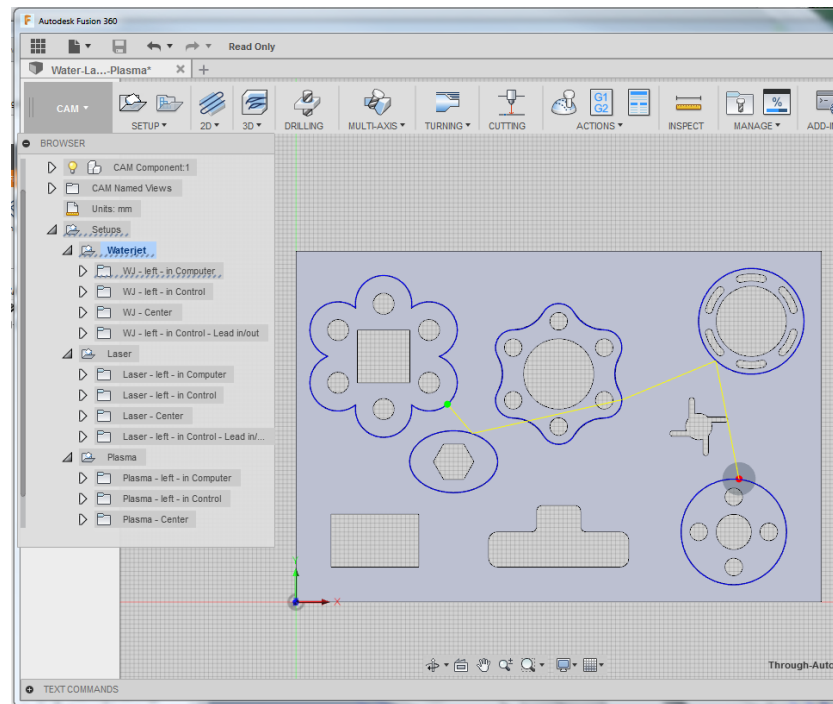 Autodesk Fusion 360
Read Only
Water-La...-Plasma*
CAM
SETUP
2D
3D
DRILLING
MULTI-AXIS
TURNING
CUTTING
G1
G2
ACTIONS
INSPECT
MANAGE
ADD-I
BROWSER
CAM Component:1
CAM Named Views
Units: mm
Setups
Waterjet
WJ - left - in Computer
WJ - left - in Control
WJ - Center
WJ - left - in Control - Lead in/out
Laser
Laser - left - in Computer
Laser - left - in Control
Laser - Center
Laser - left - in Control - Lead in/...
Plasma
Plasma - left - in Computer
Plasma - left - in Control
Plasma - Center
Y
X
Through-Auto
TEXT COMMANDS